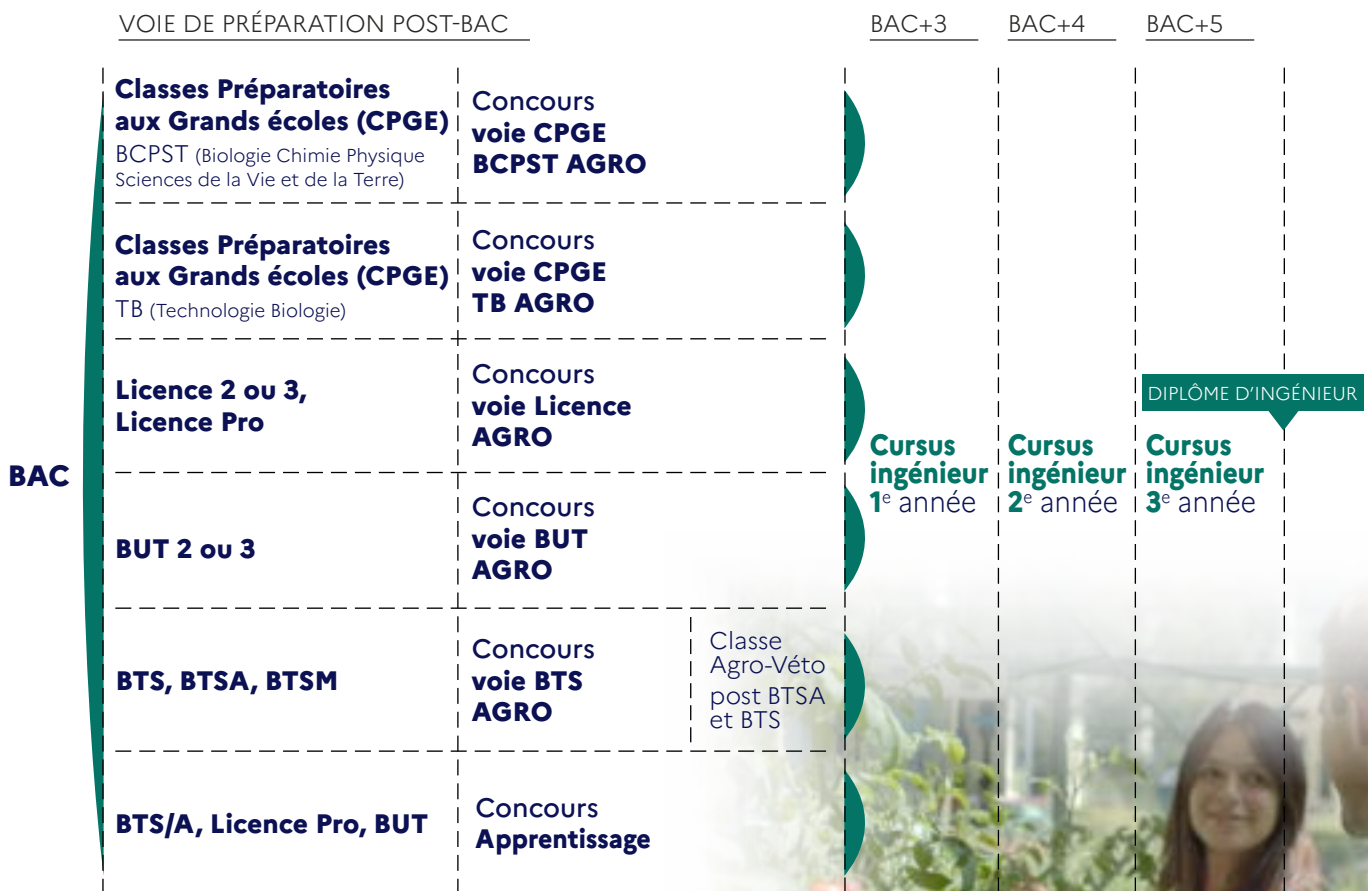 VOIE DE PRÉPARATION POST-BAC
BAC+3
BAC+4
BAC+5
BAC
Classes Préparatoires
aux Grands écoles (CPGE)
BCPST (Biologie Chimie Physique
Sciences de la Vie et de la Terre)
Concours
voie CPGE
BCPST AGRO
Classes Préparatoires
aux Grands écoles (CPGE)
TB (Technologie Biologie)
Concours
voie CPGE
TB AGRO
Licence 2 ou 3,
Licence Pro
Concours
voie Licence
AGRO
BUT 2 ou 3
Concours
voie BUT
AGRO
BTS, BTSA, BTSM
Concours
voie BTS
AGRO
Classe
Agro-Véto
post BTSA
et BTS
BTS/A, Licence Pro, BUT
Concours
Apprentissage
Cursus
ingénieur
1e année
Cursus
ingénieur
2e année
Cursus
ingénieur
3e année
DIPLÔME D'INGÉNIEUR